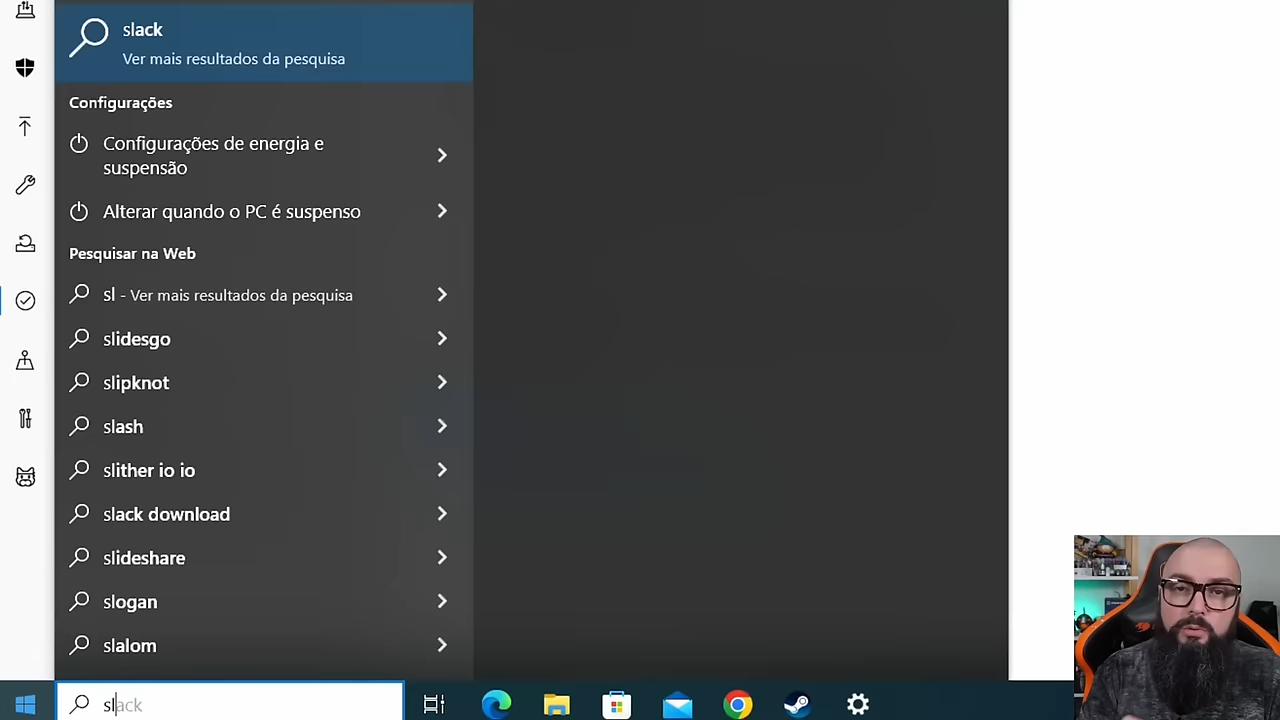 slack
Ver mais resultados da pesquisa
Configurações
Configurações de energia e
suspensão
Alterar quando o PC é suspenso
Pesquisar na Web
sl - Ver mais resultados da pesquisa
slidesgo
slipknot
slash
slither io io
slack download
slideshare
slogan
slalom
slack